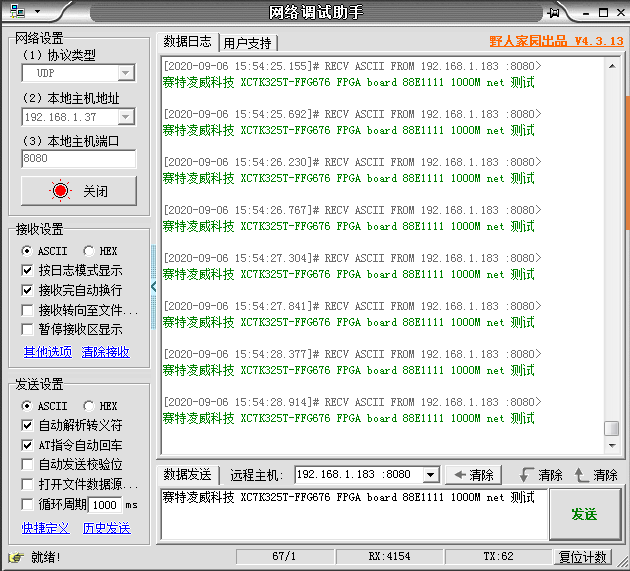 网络调试助手
网络设置
（1）协议类型
UDP
（2）本地主机地址
192.168.1.37
（3）本地主机端口
8080
关闭
接收设置
ASCII HEX
按日志模式显示
接收完自动换行
接收转向至文件...
暂停接收区显示
其他选项 清除接收
发送设置
ASCII HEX
自动解析转义符
AT指令自动回车
自动发送校验位
打开文件数据源...
循环周期 1000 ms
快捷定义 历史发送
数据日志 用户支持 野人家园出品 V4.3.13
[2020-09-06 15:54:25.155]# RECV ASCII FROM 192.168.1.183 :8080>
赛特凌威科技 XC7K325T-FFG676 FPGA board 88E1111 1000M net 测试
[2020-09-06 15:54:25.692]# RECV ASCII FROM 192.168.1.183 :8080>
赛特凌威科技 XC7K325T-FFG676 FPGA board 88E1111 1000M net 测试
[2020-09-06 15:54:26.230]# RECV ASCII FROM 192.168.1.183 :8080>
赛特凌威科技 XC7K325T-FFG676 FPGA board 88E1111 1000M net 测试
[2020-09-06 15:54:26.767]# RECV ASCII FROM 192.168.1.183 :8080>
赛特凌威科技 XC7K325T-FFG676 FPGA board 88E1111 1000M net 测试
[2020-09-06 15:54:27.304]# RECV ASCII FROM 192.168.1.183 :8080>
赛特凌威科技 XC7K325T-FFG676 FPGA board 88E1111 1000M net 测试
[2020-09-06 15:54:27.841]# RECV ASCII FROM 192.168.1.183 :8080>
赛特凌威科技 XC7K325T-FFG676 FPGA board 88E1111 1000M net 测试
[2020-09-06 15:54:28.377]# RECV ASCII FROM 192.168.1.183 :8080>
赛特凌威科技 XC7K325T-FFG676 FPGA board 88E1111 1000M net 测试
[2020-09-06 15:54:28.914]# RECV ASCII FROM 192.168.1.183 :8080>
赛特凌威科技 XC7K325T-FFG676 FPGA board 88E1111 1000M net 测试
数据发送 远程主机: 192.168.1.183 :8080 清除 清除 清除
赛特凌威科技 XC7K325T-FFG676 FPGA board 88E1111 1000M net 测试
发送
就绪! 67/1 RX:4154 TX:62 复位计数